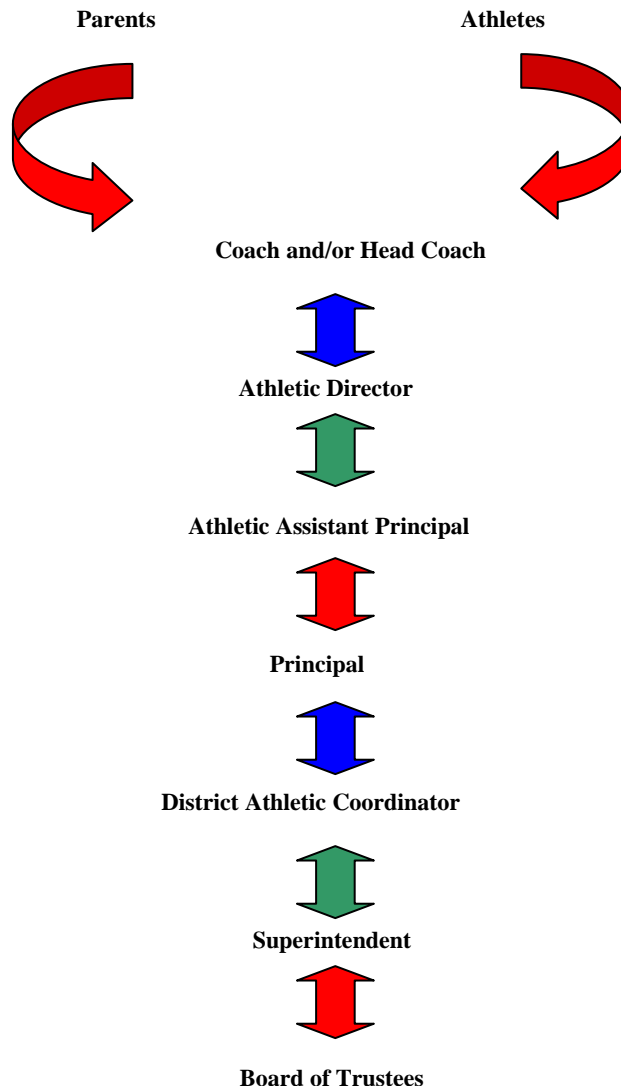 Parents Athletes
Coach and/or Head Coach
Athletic Director
Athletic Assistant Principal
Principal
District Athletic Coordinator
Superintendent
Board of Trustees